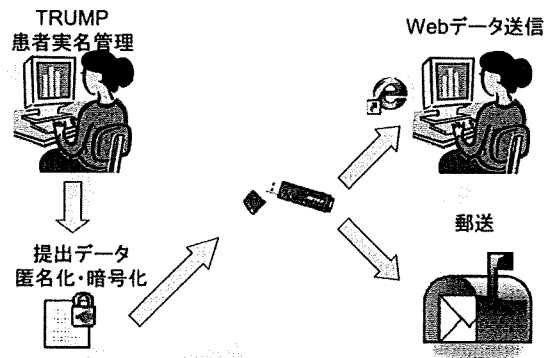 TRUMP
患者実名管理
Webデータ送信
提出データ
匿名化・暗号化
郵送